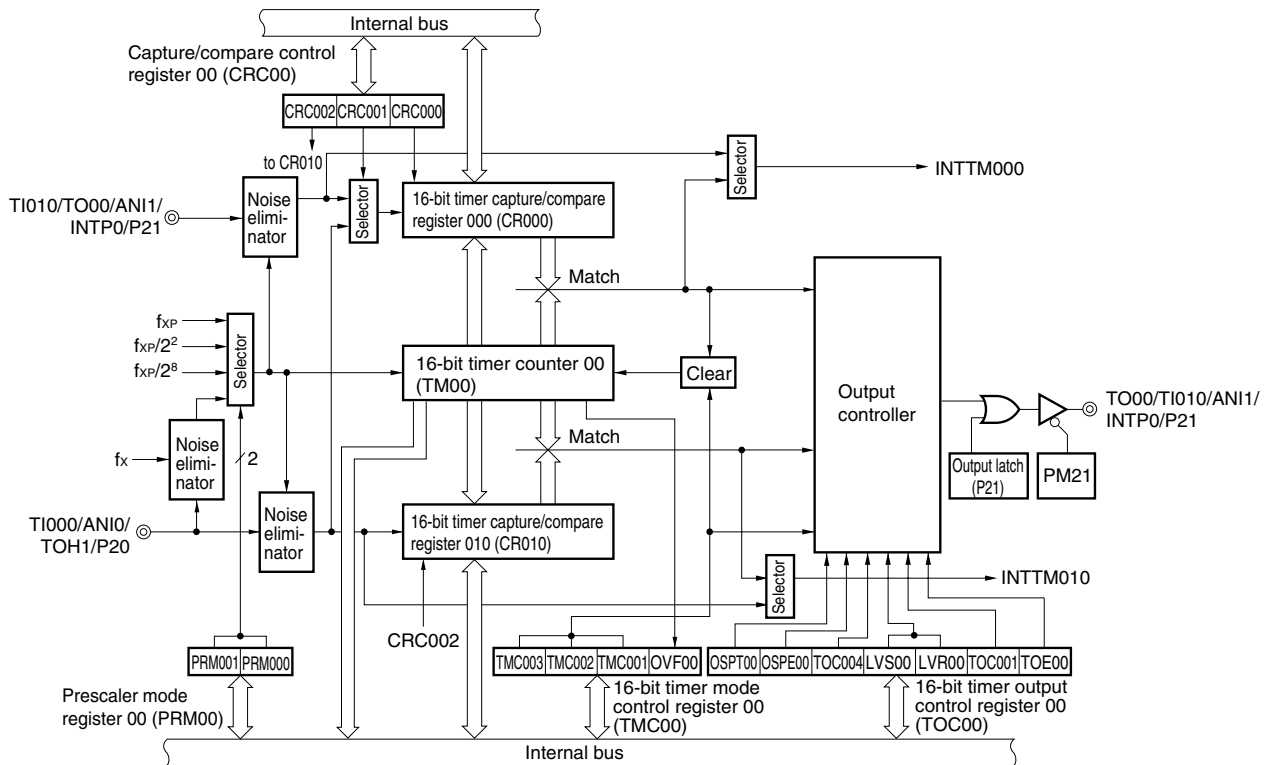 Internal bus
Capture/compare control
register 00 (CRC00)
CRC002 CRC001 CRC000
to CR010
TI010/TO00/ANI1/
INTP0/P21
Noise
elimi-
nator
Selector
16-bit timer capture/compare
register 000 (CR000)
Selector
INTTM000
Match
fXP
fXP/2²
fXP/2⁸
Selector
16-bit timer counter 00
(TM00)
Clear
Output
controller
TO00/TI010/ANI1/
INTP0/P21
Output latch
(P21)
PM21
fX
Noise
elimi-
nator
2
Match
TI000/ANI0/
TOH1/P20
Noise
elimi-
nator
16-bit timer capture/compare
register 010 (CR010)
Selector
INTTM010
CRC002
PRM001 PRM000
TMC003 TMC002 TMC001 OVF00
OSPT00 OSPE00 TOC004 LVS00 LVR00 TOC001 TOE00
Prescaler mode
register 00 (PRM00)
16-bit timer mode
control register 00
(TMC00)
16-bit timer output
control register 00
(TOC00)
Internal bus